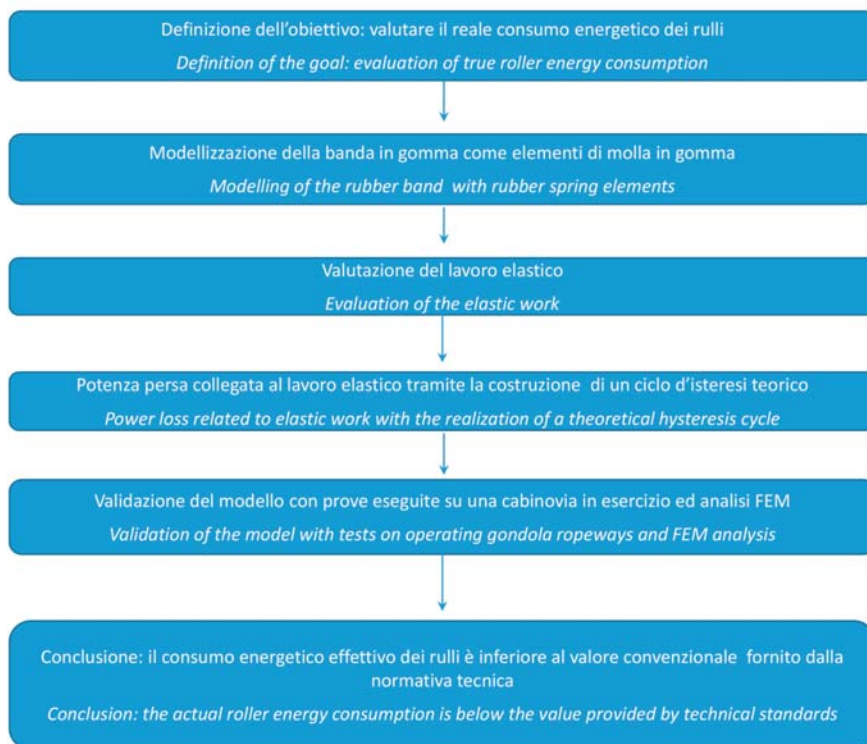 Definizione dell'obiettivo: valutare il reale consumo energetico dei rulli
Definition of the goal: evaluation of true roller energy consumption
Modellizzazione della banda in gomma come elementi di molla in gomma
Modelling of the rubber band with rubber spring elements
Valutazione del lavoro elastico
Evaluation of the elastic work
Potenza persa collegata al lavoro elastico tramite la costruzione di un ciclo d'isteresi teorico
Power loss related to elastic work with the realization of a theoretical hysteresis cycle
Validazione del modello con prove eseguite su una cabinovia in esercizio ed analisi FEM
Validation of the model with tests on operating gondola ropeways and FEM analysis
Conclusione: il consumo energetico effettivo dei rulli è inferiore al valore convenzionale fornito dalla
normativa tecnica
Conclusion: the actual roller energy consumption is below the value provided by technical standards